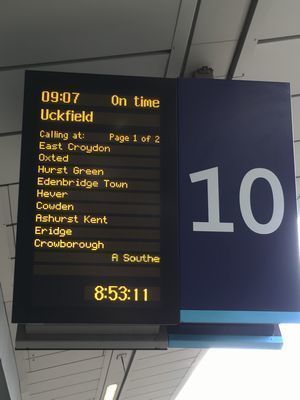 09:07 On time
Uckfield
Calling at: Page 1 of 2
East Croydon
Oxted
Hurst Green
Edenbridge Town
Hever
Cowden
Ashurst Kent
Eridge
Crowborough
A Southe
8:53:11
10